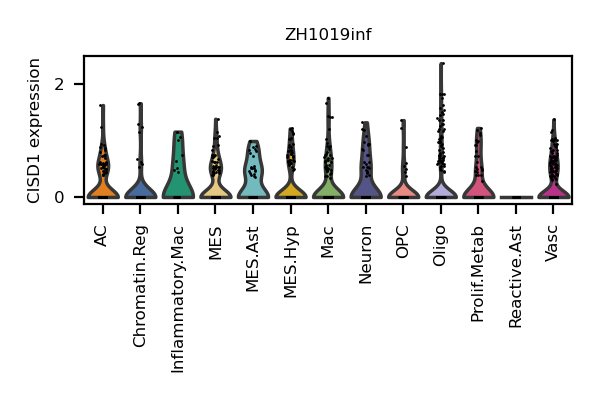 ZH1019inf
CISD1 expression
2
0
AC
Chromatin.Reg
Inflammatory.Mac
MES
MES.Ast
MES.Hyp
Mac
Neuron
OPC
Oligo
Prolif.Metab
Reactive.Ast
Vasc